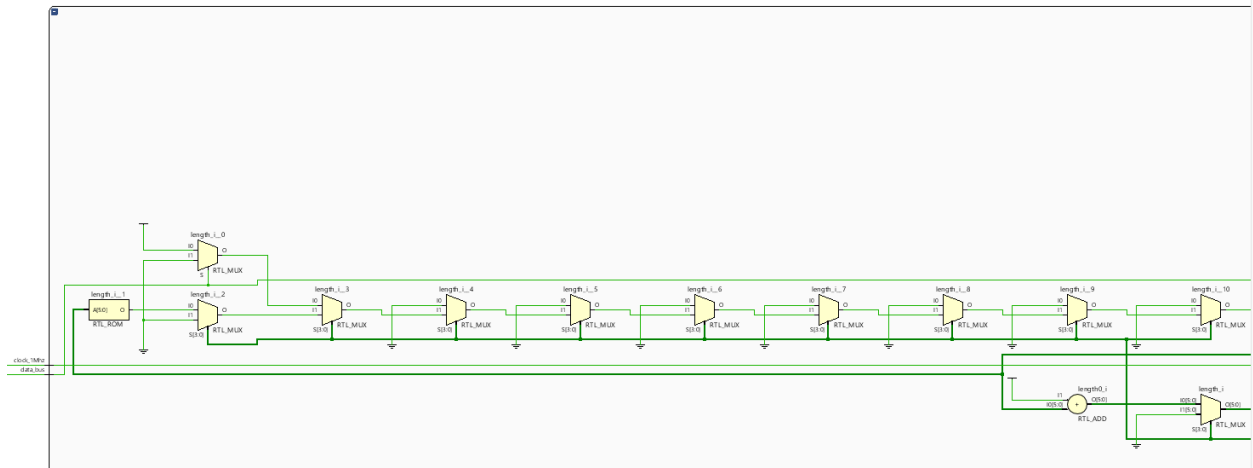 length_i__0
I0
I1
O
S
RTL_MUX
length_i__1
A[5:0]
O
RTL_ROM
length_i__2
I0
I1
O
S[3:0]
RTL_MUX
length_i__3
I0
I1
O
S[3:0]
RTL_MUX
length_i__4
I0
I1
O
S[3:0]
RTL_MUX
length_i__5
I0
I1
O
S[3:0]
RTL_MUX
length_i__6
I0
I1
O
S[3:0]
RTL_MUX
length_i__7
I0
I1
O
S[3:0]
RTL_MUX
length_i__8
I0
I1
O
S[3:0]
RTL_MUX
length_i__9
I0
I1
O
S[3:0]
RTL_MUX
length_i__10
I0
I1
O
S[3:0]
RTL_MUX
clock_1Mhz
data_bus
length0_i
I1
I0[5:0]
+
O[5:0]
RTL_ADD
length_i
I0[5:0]
I1[5:0]
O[5:0]
S[3:0]
RTL_MUX